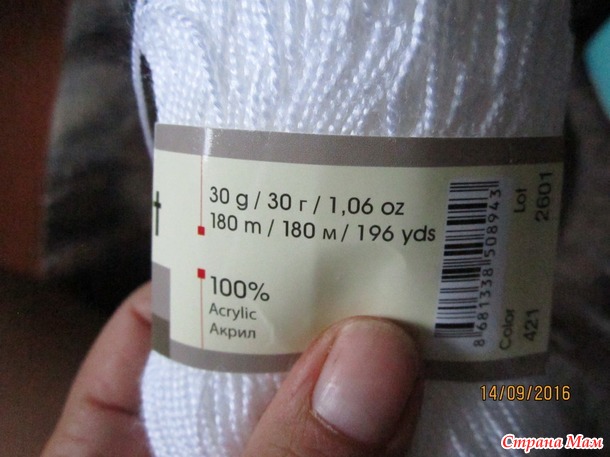 t
30 g / 30 г / 1,06 oz
180 m / 180 м / 196 yds
100%
Acrylic
Акрил
8681338508943
Color 421
Lot 2601
14/09/2016
Страна Мам